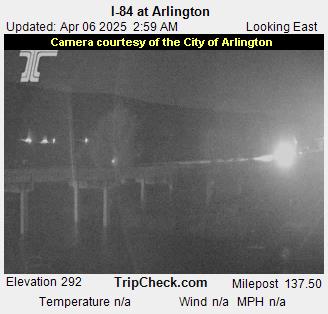 I-84 at Arlington
Updated: Apr 06 2025 2:59 AM Looking East
Camera courtesy of the City of Arlington
Elevation 292 TripCheck.com Milepost 137.50
Temperature n/a Wind n/a MPH n/a